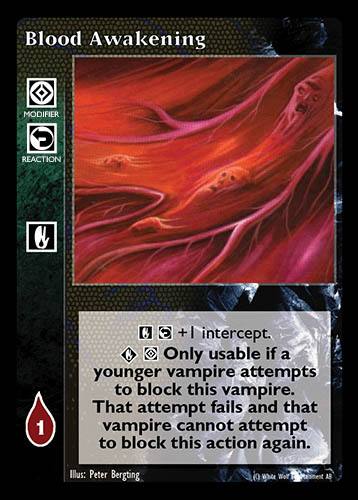 Blood Awakening
MODIFIER
REACTION
+1 intercept.
Only usable if a
younger vampire attempts
to block this vampire.
That attempt fails and that
vampire cannot attempt
to block this action again.
1
Illus: Peter Bergting
(C) White Wolf Entertainment AB